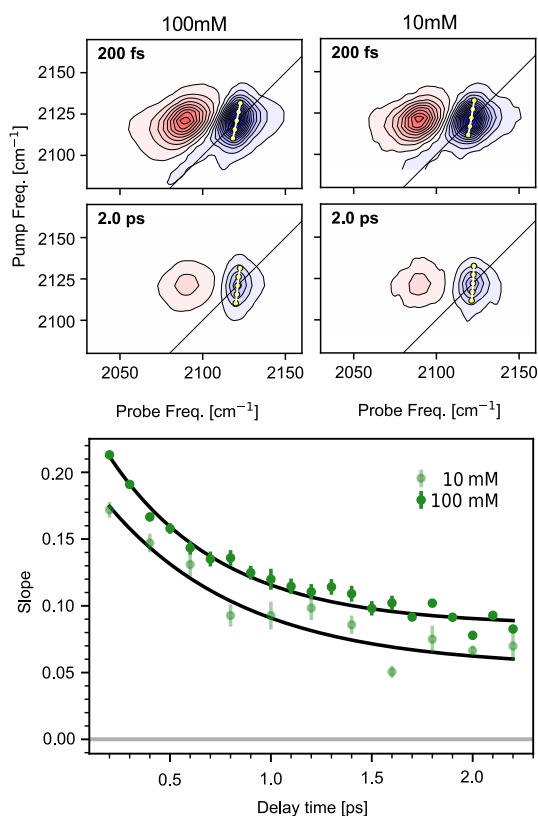 100mM 10mM
200 fs 200 fs
2150
2120
2100
2.0 ps 2.0 ps
2150
2120
2100
Pump Freq. [cm⁻¹]
2050 2100 2150 2050 2100 2150
Probe Freq. [cm⁻¹] Probe Freq. [cm⁻¹]
0.20
0.15
0.10
0.05
0.00
Slope
10 mM
100 mM
0.5 1.0 1.5 2.0
Delay time [ps]